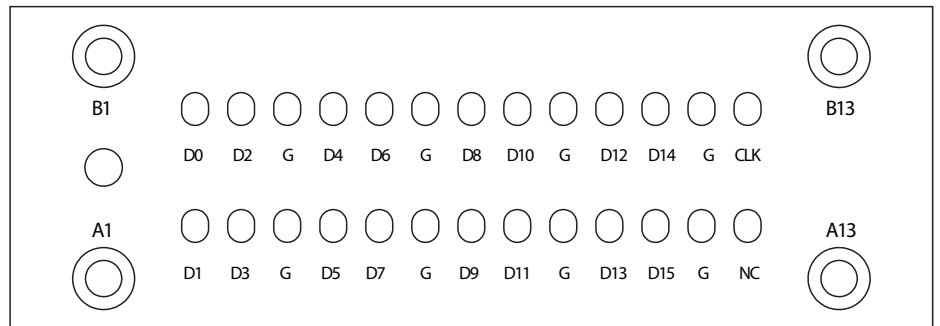 B1 B13
D0 D2 G D4 D6 G D8 D10 G D12 D14 G CLK
A1 A13
D1 D3 G D5 D7 G D9 D11 G D13 D15 G NC